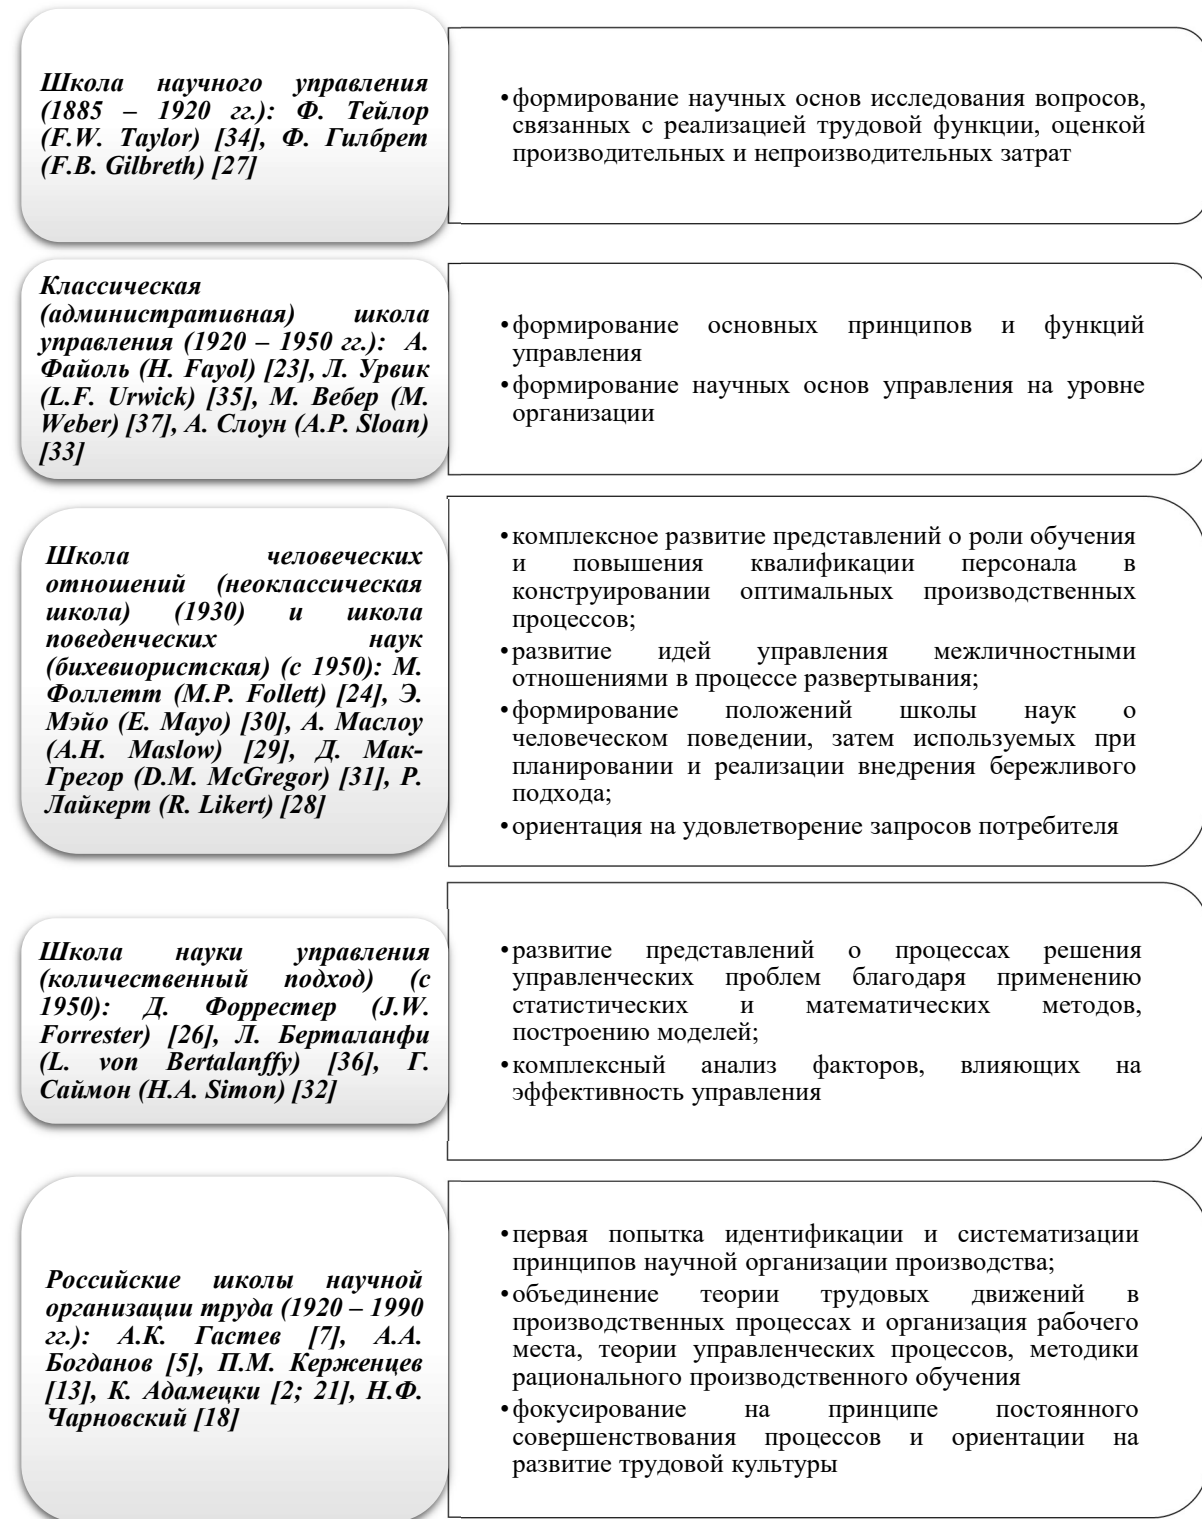 Школа научного управления
(1885 – 1920 гг.): Ф. Тейлор
(F.W. Taylor) [34], Ф. Гилбрет
(F.B. Gilbreth) [27]
•формирование научных основ исследования вопросов,
связанных с реализацией трудовой функции, оценкой
производительных и непроизводительных затрат
Классическая
(административная) школа
управления (1920 – 1950 гг.): А.
Файоль (H. Fayol) [23], Л. Урвик
(L.F. Urwick) [35], М. Вебер (M.
Weber) [37], А. Слоун (A.P. Sloan)
[33]
•формирование основных принципов и функций
управления
•формирование научных основ управления на уровне
организации
Школа человеческих
отношений (неоклассическая
школа) (1930) и школа
поведенческих наук
(бихевиористская) (с 1950): М.
Фоллетт (M.P. Follett) [24], Э.
Мэйо (E. Mayo) [30], А. Маслоу
(A.H. Maslow) [29], Д. Мак-
Грегор (D.M. McGregor) [31], Р.
Лайкерт (R. Likert) [28]
•комплексное развитие представлений о роли обучения
и повышения квалификации персонала в
конструировании оптимальных производственных
процессов;
•развитие идей управления межличностными
отношениями в процессе развертывания;
•формирование положений школы наук о
человеческом поведении, затем используемых при
планировании и реализации внедрения бережливого
подхода;
•ориентация на удовлетворение запросов потребителя
Школа науки управления
(количественный подход) (с
1950): Д. Форрестер (J.W.
Forrester) [26], Л. Берталанфи
(L. von Bertalanffy) [36], Г.
Саймон (H.A. Simon) [32]
•развитие представлений о процессах решения
управленческих проблем благодаря применению
статистических и математических методов,
построению моделей;
•комплексный анализ факторов, влияющих на
эффективность управления
Российские школы научной
организации труда (1920 – 1990
гг.): А.К. Гастев [7], А.А.
Богданов [5], П.М. Керженцев
[13], К. Адамецки [2; 21], Н.Ф.
Чарновский [18]
•первая попытка идентификации и систематизации
принципов научной организации производства;
•объединение теории трудовых движений в
производственных процессах и организация рабочего
места, теории управленческих процессов, методики
рационального производственного обучения
•фокусирование на принципе постоянного
совершенствования процессов и ориентации на
развитие трудовой культуры